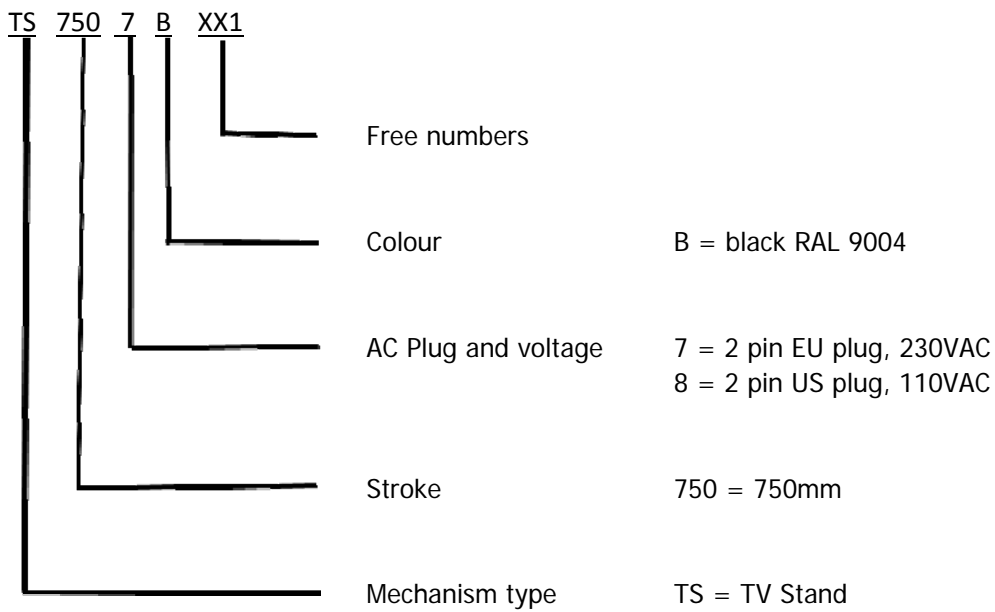 TS 750 7 B XX1
Free numbers
Colour B = black RAL 9004
AC Plug and voltage 7 = 2 pin EU plug, 230VAC
8 = 2 pin US plug, 110VAC
Stroke 750 = 750mm
Mechanism type TS = TV Stand